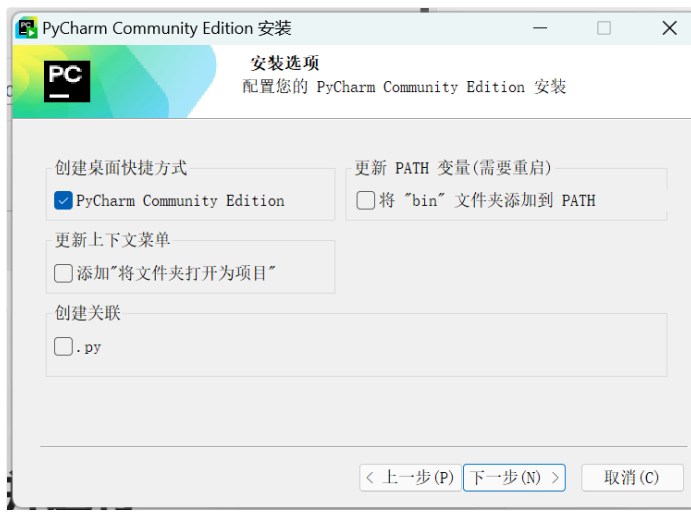 PyCharm Community Edition 安装
PC
安装选项
配置您的 PyCharm Community Edition 安装
创建桌面快捷方式
PyCharm Community Edition
更新 PATH 变量(需要重启)
将 "bin" 文件夹添加到 PATH
更新上下文菜单
添加"将文件夹打开为项目"
创建关联
.py
< 上一步(P)
下一步(N) >
取消(C)